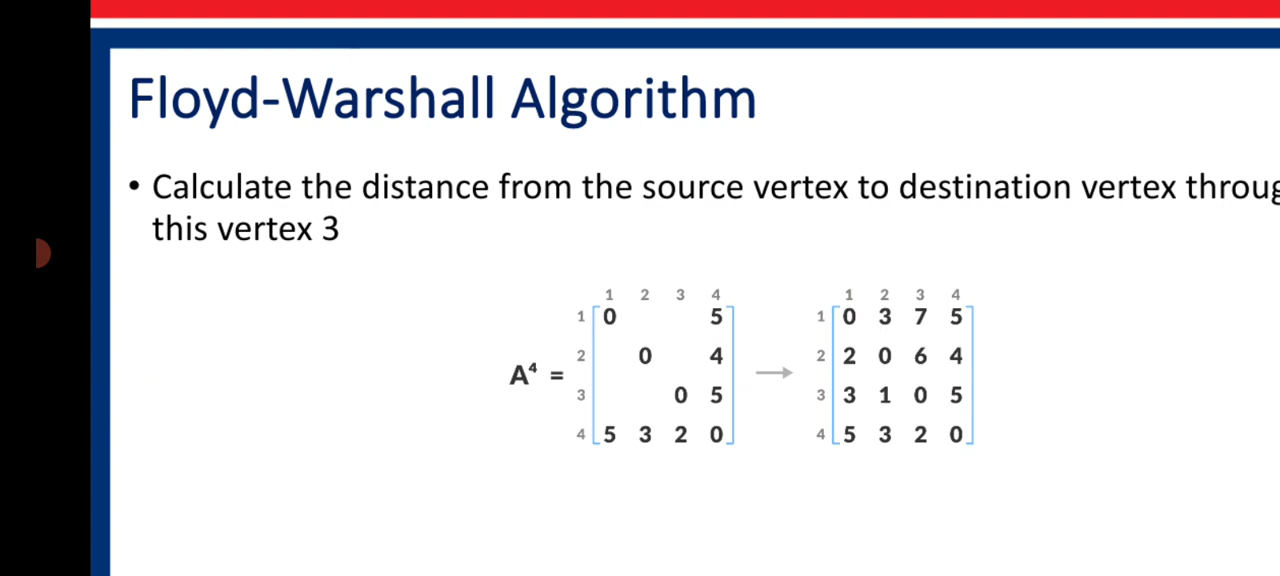 Floyd-Warshall Algorithm
• Calculate the distance from the source vertex to destination vertex throug
this vertex 3
1 2 3 4 1 2 3 4
1 0 5 1 0 3 7 5
2 0 4 2 2 0 6 4
A⁴ = →
3 0 5 3 3 1 0 5
4 5 3 2 0 4 5 3 2 0